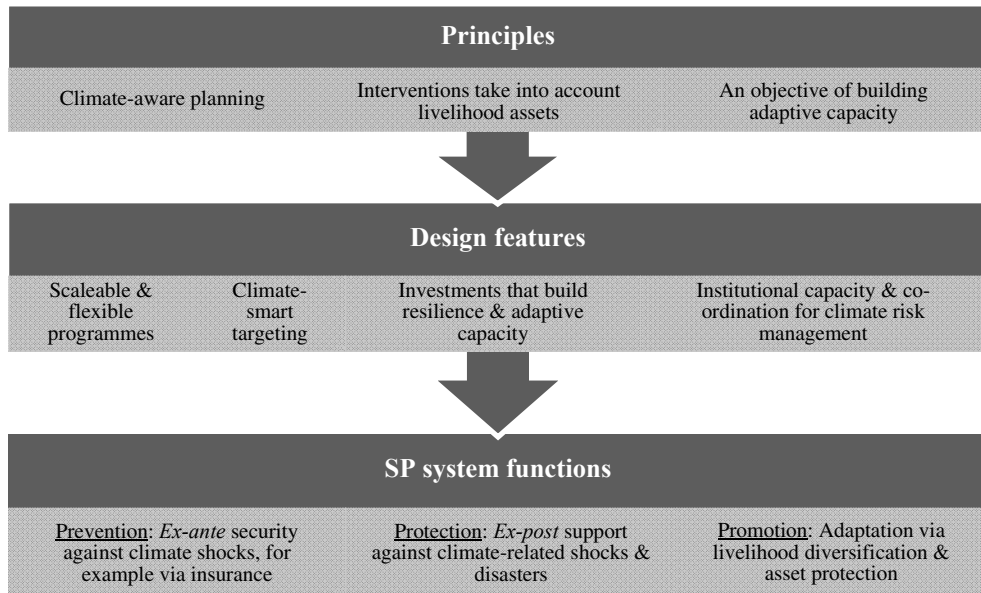 Principles
Climate-aware planning
Interventions take into account
livelihood assets
An objective of building
adaptive capacity
Design features
Scaleable &
flexible
programmes
Climate-
smart
targeting
Investments that build
resilience & adaptive
capacity
Institutional capacity & co-
ordination for climate risk
management
SP system functions
Prevention: Ex-ante security
against climate shocks, for
example via insurance
Protection: Ex-post support
against climate-related shocks &
disasters
Promotion: Adaptation via
livelihood diversification &
asset protection